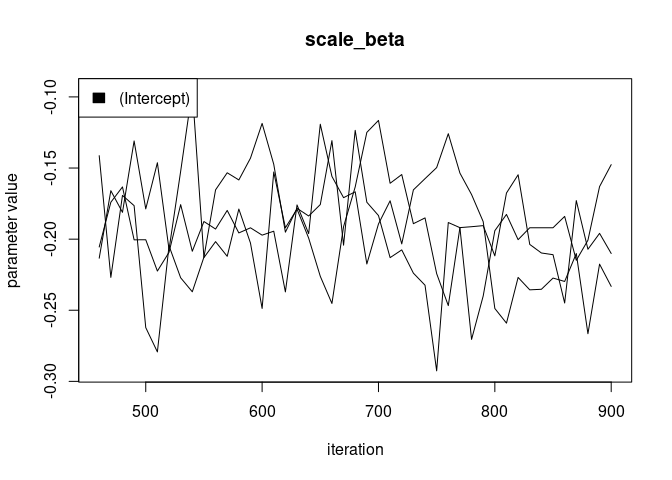 scale_beta
(Intercept)
parameter value
-0.10
-0.15
-0.20
-0.25
-0.30
500 600 700 800 900
iteration